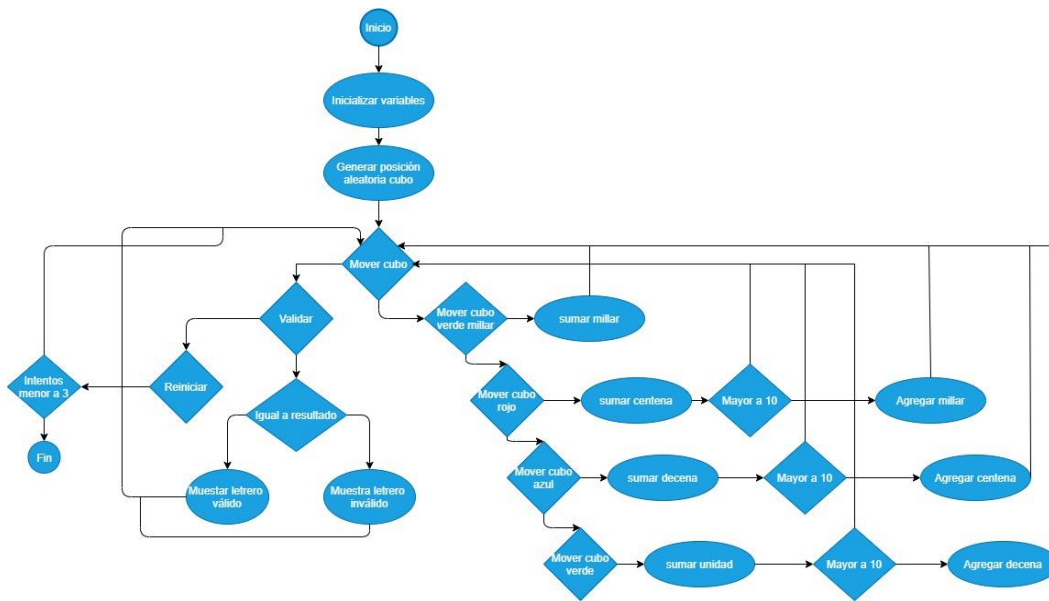 Inicio
Inicializar variables
Generar posición
aleatoria cubo
Mover cubo
Validar
Mover cubo
verde millar
sumar millar
Intentos
menor a 3
Reiniciar
Igual a resultado
Mover cubo
rojo
sumar centena
Mayor a 10
Agregar millar
Fin
Muestar letrero
válido
Muestra letrero
inválido
Mover cubo
azul
sumar decena
Mayor a 10
Agregar centena
Mover cubo
verde
sumar unidad
Mayor a 10
Agregar decena